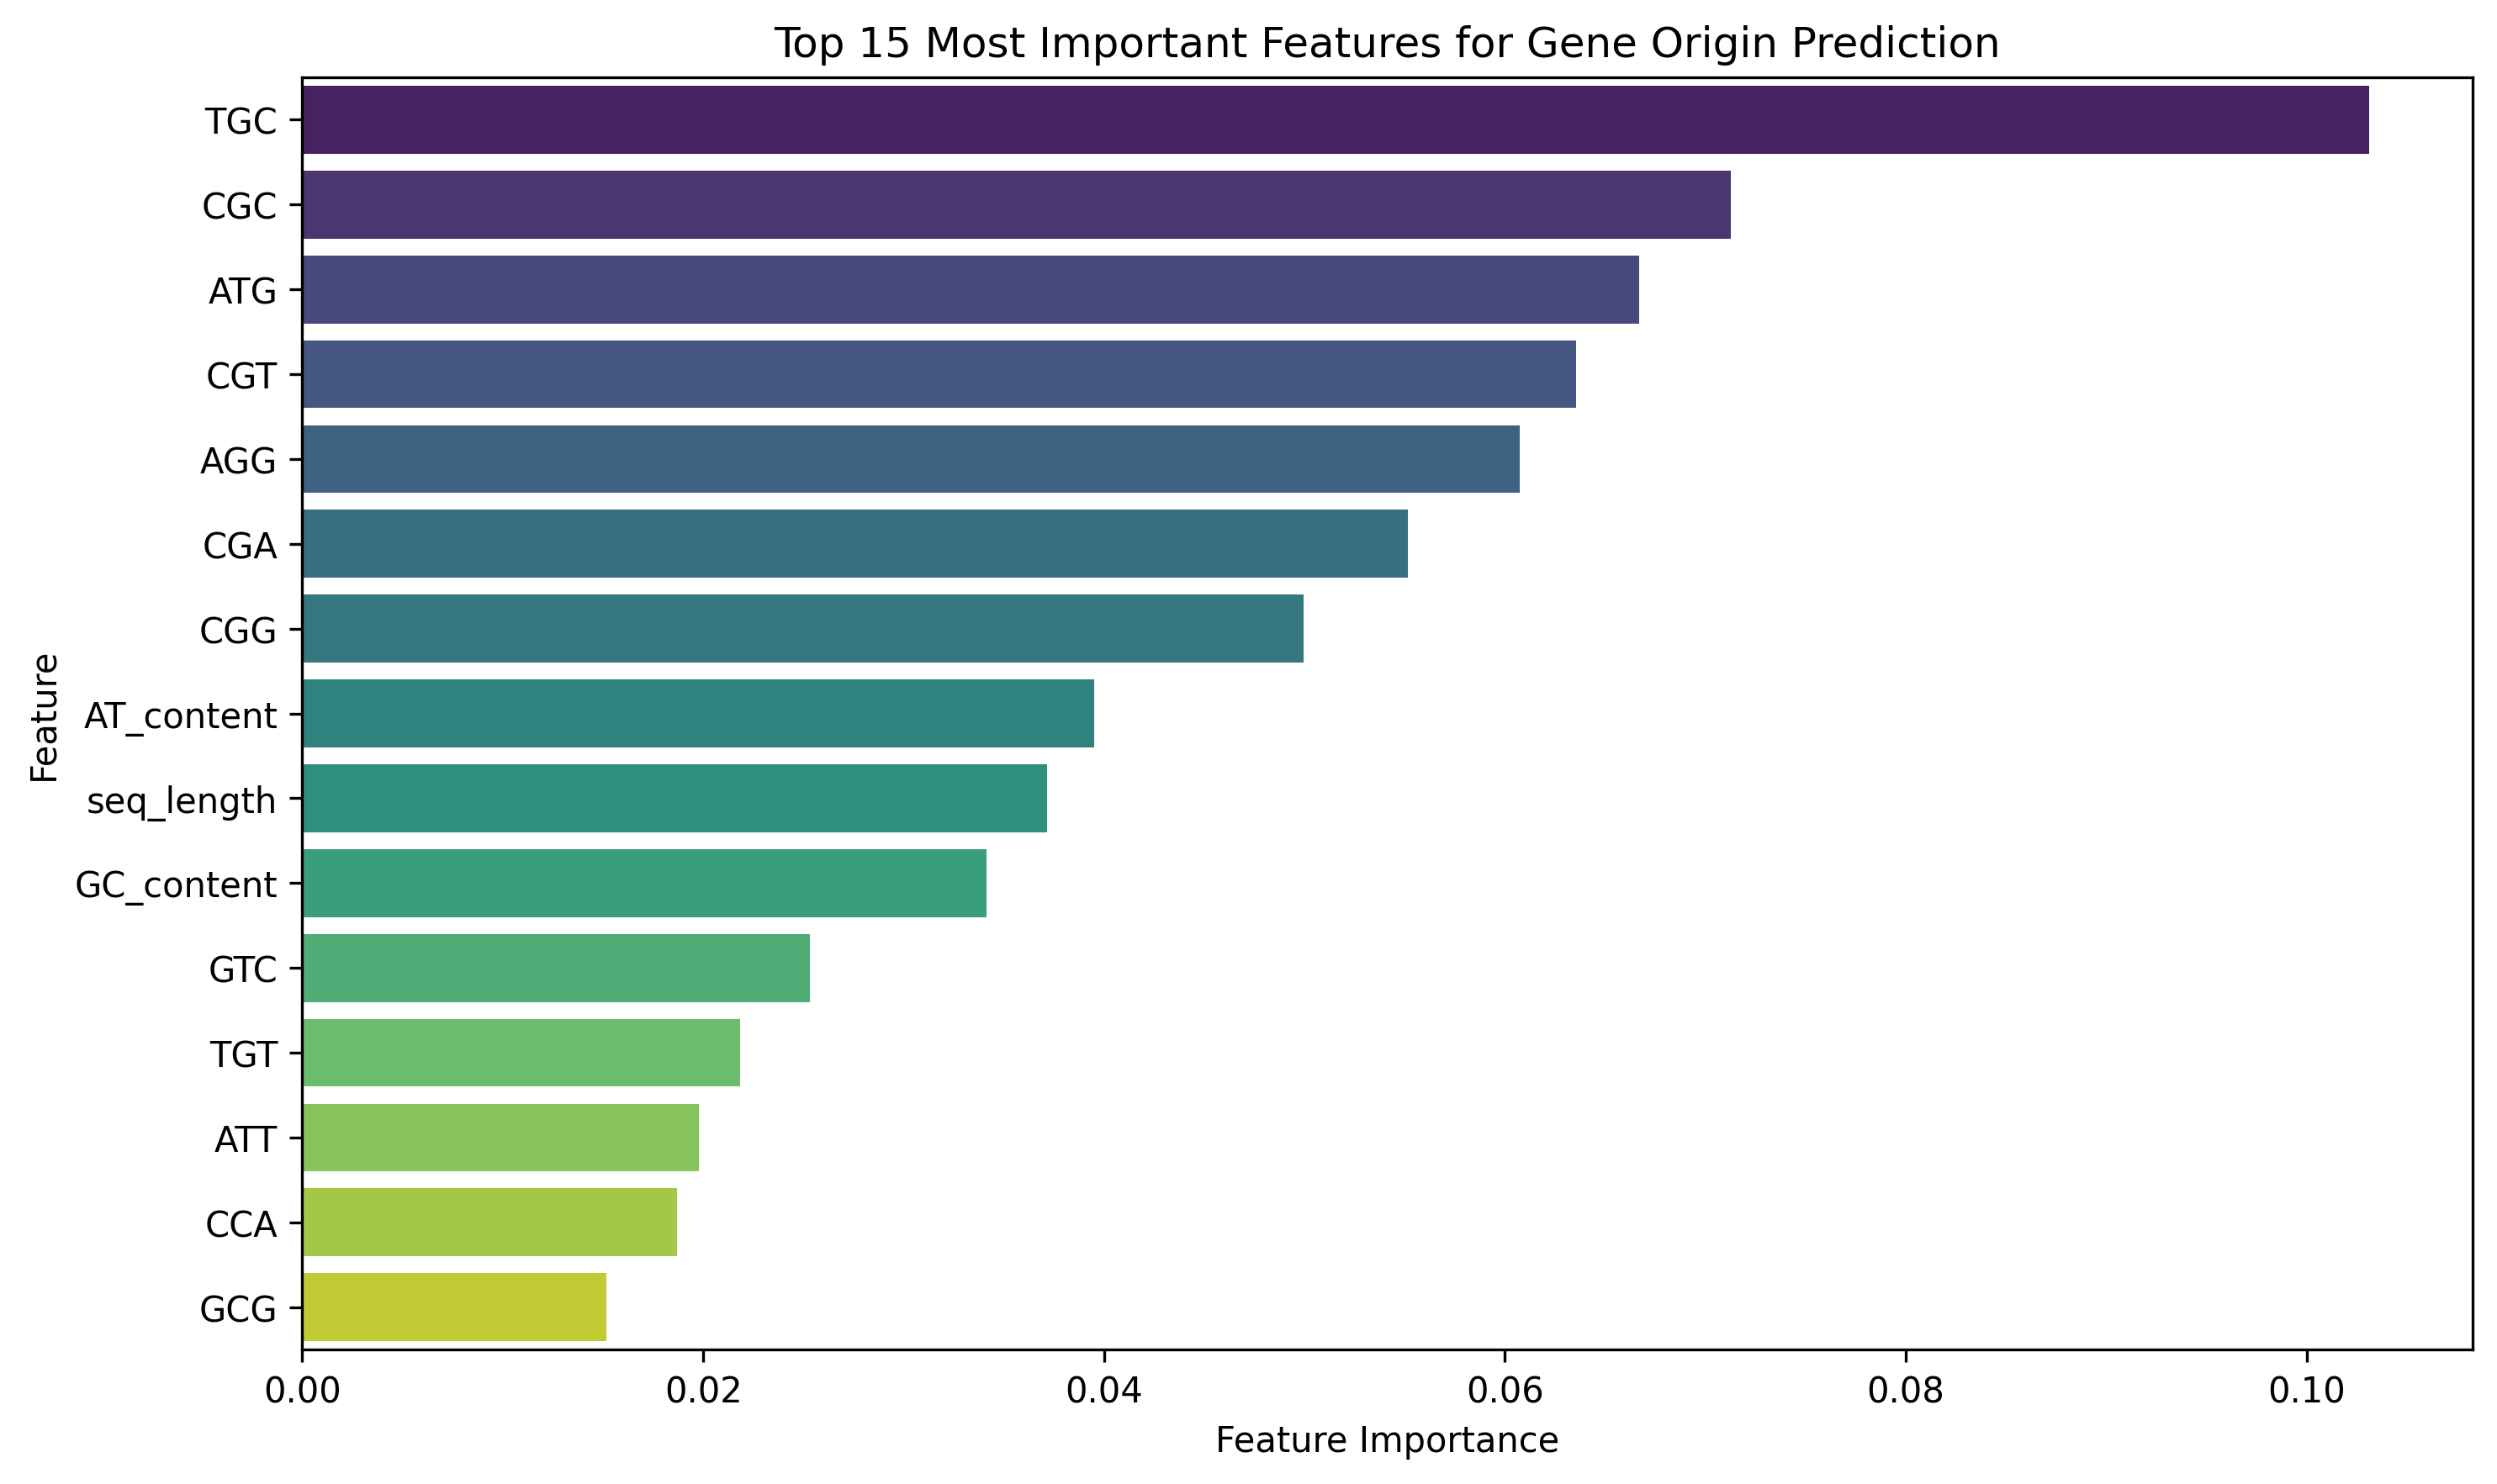 Top 15 Most Important Features for Gene Origin Prediction
TGC
CGC
ATG
CGT
AGG
CGA
CGG
AT_content
seq_length
GC_content
GTC
TGT
ATT
CCA
GCG
Feature
0.00 0.02 0.04 0.06 0.08 0.10
Feature Importance